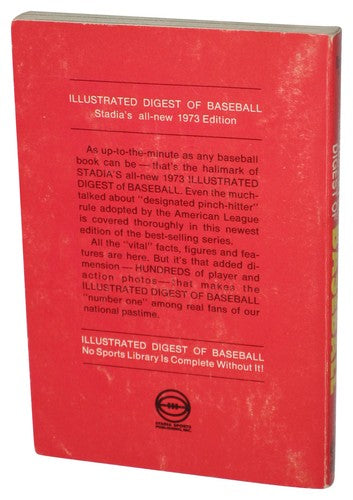 ILLUSTRATED DIGEST OF BASEBALL
Stadia's all-new 1973 Edition
As up-to-the-minute as any baseball
book can be — that's the hallmark of
STADIA'S all-new 1973 ILLUSTRATED
DIGEST of BASEBALL. Even the much-
talked about "designated pinch-hitter"
rule adopted by the American League
is covered thoroughly in this newest
edition of the best-selling series.
All the "vital" facts, figures and fea-
tures are here. But it's that added di-
mension — HUNDREDS of player and
action photos — that makes the
ILLUSTRATED DIGEST OF BASEBALL
"number one" among real fans of our
national pastime.
ILLUSTRATED DIGEST OF BASEBALL
No Sports Library Is Complete Without It!
STADIA SPORTS
PUBLISHING, INC.
DIGEST OF BASEBALL